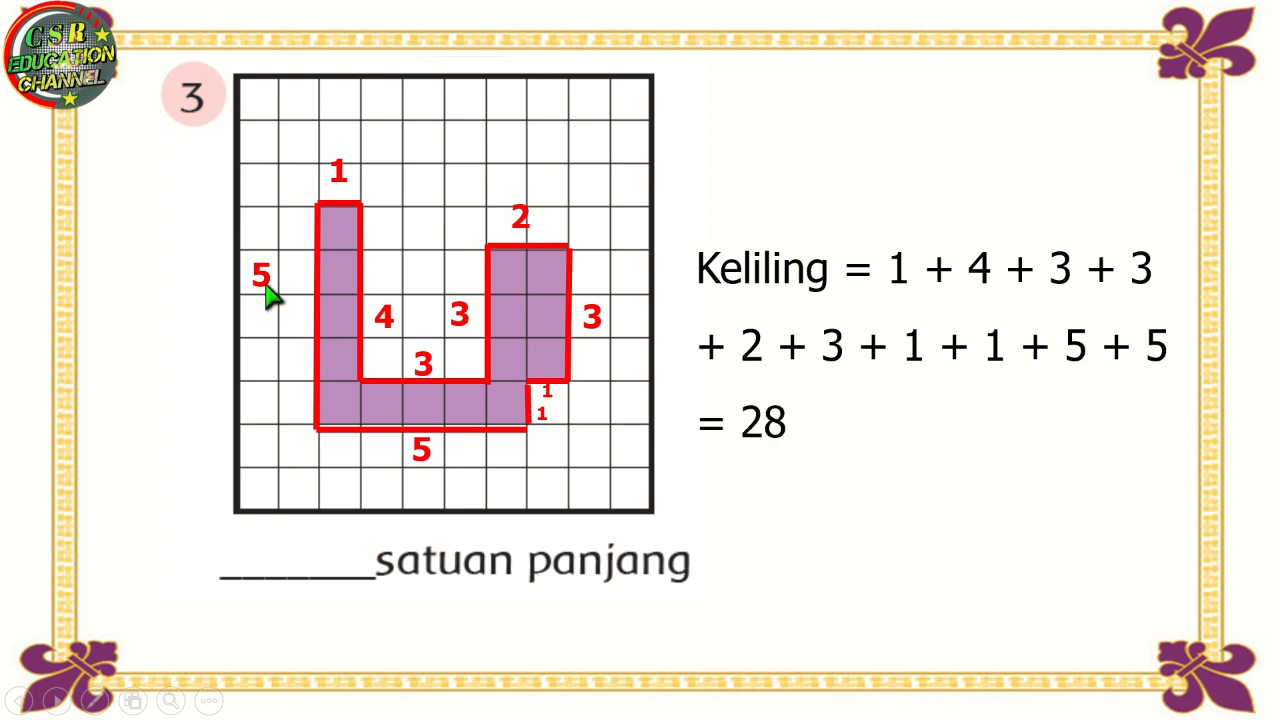 CSR
EDUCATION
CHANNEL
3
1
2
5
4
3
3
3
1
1
5
Keliling = 1 + 4 + 3 + 3
+ 2 + 3 + 1 + 1 + 5 + 5
= 28
_______satuan panjang